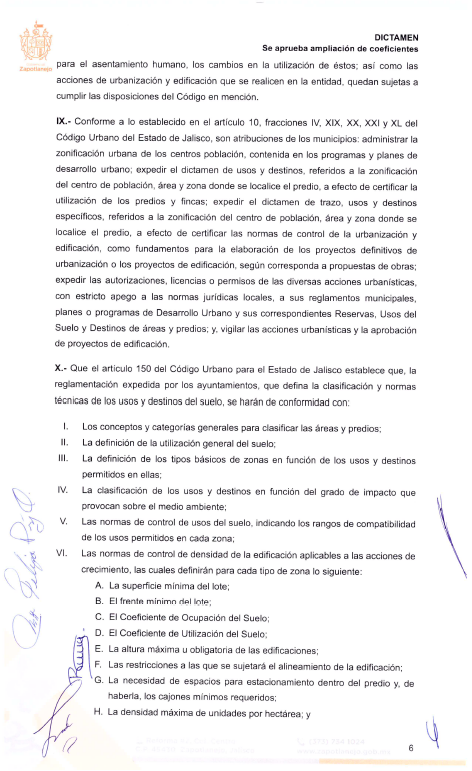 DICTAMEN
Se aprueba ampliación de coeficientes
Zapotlanejo
para el asentamiento humano, los cambios en la utilización de éstos; así como las
acciones de urbanización y edificación que se realicen en la entidad, quedan sujetas a
cumplir las disposiciones del Código en mención.
IX.- Conforme a lo establecido en el artículo 10, fracciones IV, XIX, XX, XXI y XL del
Código Urbano del Estado de Jalisco, son atribuciones de los municipios: administrar la
zonificación urbana de los centros población, contenida en los programas y planes de
desarrollo urbano; expedir el dictamen de usos y destinos, referidos a la zonificación
del centro de población, área y zona donde se localice el predio, a efecto de certificar la
utilización de los predios y fincas; expedir el dictamen de trazo, usos y destinos
específicos, referidos a la zonificación del centro de población, área y zona donde se
localice el predio, a efecto de certificar las normas de control de la urbanización y
edificación, como fundamentos para la elaboración de los proyectos definitivos de
urbanización o los proyectos de edificación, según corresponda a propuestas de obras;
expedir las autorizaciones, licencias o permisos de las diversas acciones urbanísticas,
con estricto apego a las normas jurídicas locales, a sus reglamentos municipales,
planes o programas de Desarrollo Urbano y sus correspondientes Reservas, Usos del
Suelo y Destinos de áreas y predios; y, vigilar las acciones urbanísticas y la aprobación
de proyectos de edificación.
X.- Que el artículo 150 del Código Urbano para el Estado de Jalisco establece que, la
reglamentación expedida por los ayuntamientos, que defina la clasificación y normas
técnicas de los usos y destinos del suelo, se harán de conformidad con:
I. Los conceptos y categorías generales para clasificar las áreas y predios;
II. La definición de la utilización general del suelo;
III. La definición de los tipos básicos de zonas en función de los usos y destinos
permitidos en ellas;
IV. La clasificación de los usos y destinos en función del grado de impacto que
provocan sobre el medio ambiente;
V. Las normas de control de usos del suelo, indicando los rangos de compatibilidad
de los usos permitidos en cada zona;
VI. Las normas de control de densidad de la edificación aplicables a las acciones de
crecimiento, las cuales definirán para cada tipo de zona lo siguiente:
A. La superficie mínima del lote;
B. El frente mínimo del lote;
C. El Coeficiente de Ocupación del Suelo;
D. El Coeficiente de Utilización del Suelo;
E. La altura máxima u obligatoria de las edificaciones;
F. Las restricciones a las que se sujetará el alineamiento de la edificación;
G. La necesidad de espacios para estacionamiento dentro del predio y, de
haberla, los cajones mínimos requeridos;
H. La densidad máxima de unidades por hectárea; y
6